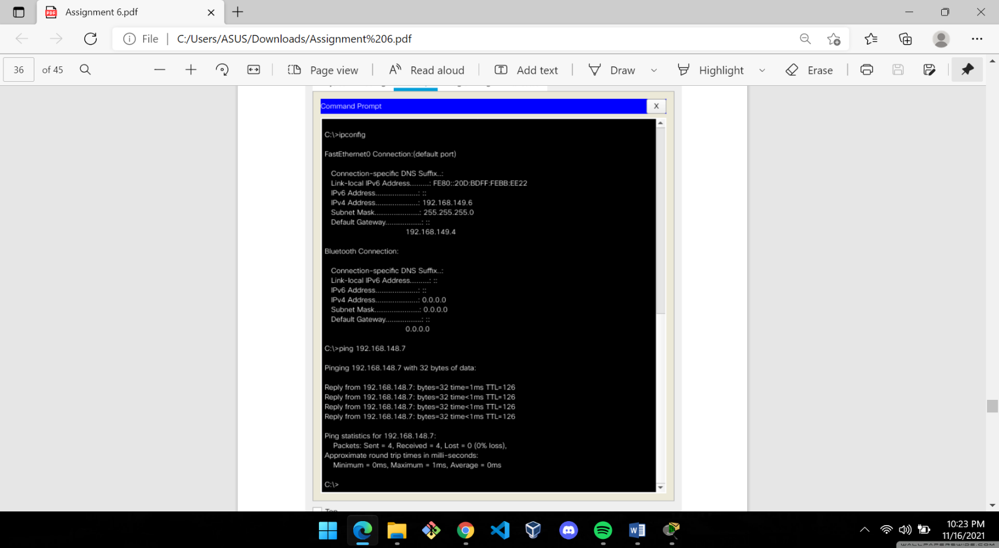 Assignment 6.pdf
File
C:/Users/ASUS/Downloads/Assignment%206.pdf
36 of 45
Page view
Read aloud
Add text
Draw
Highlight
Erase
Command Prompt
X
C:\>ipconfig
FastEthernet0 Connection:(default port)
Connection-specific DNS Suffix..:
Link-local IPv6 Address.........: FE80::20D:BDFF:FEBB:EE22
IPv6 Address....................: ::
IPv4 Address....................: 192.168.149.6
Subnet Mask.....................: 255.255.255.0
Default Gateway.................: ::
192.168.149.4
Bluetooth Connection:
Connection-specific DNS Suffix..:
Link-local IPv6 Address.........: ::
IPv6 Address....................: ::
IPv4 Address....................: 0.0.0.0
Subnet Mask.....................: 0.0.0.0
Default Gateway.................: ::
0.0.0.0
C:\>ping 192.168.148.7
Pinging 192.168.148.7 with 32 bytes of data:
Reply from 192.168.148.7: bytes=32 time=1ms TTL=126
Reply from 192.168.148.7: bytes=32 time<1ms TTL=126
Reply from 192.168.148.7: bytes=32 time<1ms TTL=126
Reply from 192.168.148.7: bytes=32 time<1ms TTL=126
Ping statistics for 192.168.148.7:
Packets: Sent = 4, Received = 4, Lost = 0 (0% loss),
Approximate round trip times in milli-seconds:
Minimum = 0ms, Maximum = 1ms, Average = 0ms
C:\>
10:23 PM
11/16/2021
WALLPAPERSWIDE.COM